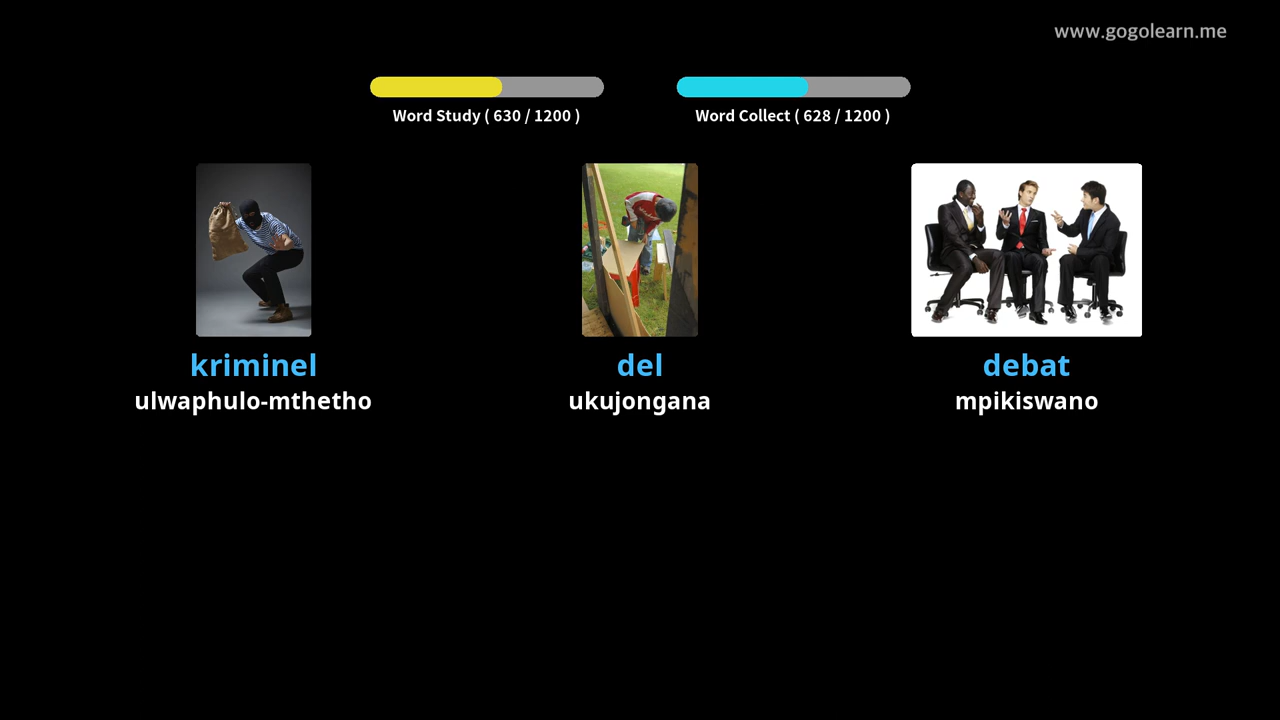 www.gogolearn.me
Word Study ( 630 / 1200 )
Word Collect ( 628 / 1200 )
kriminel
ulwaphulo-mthetho
del
ukujongana
debat
mpikiswano